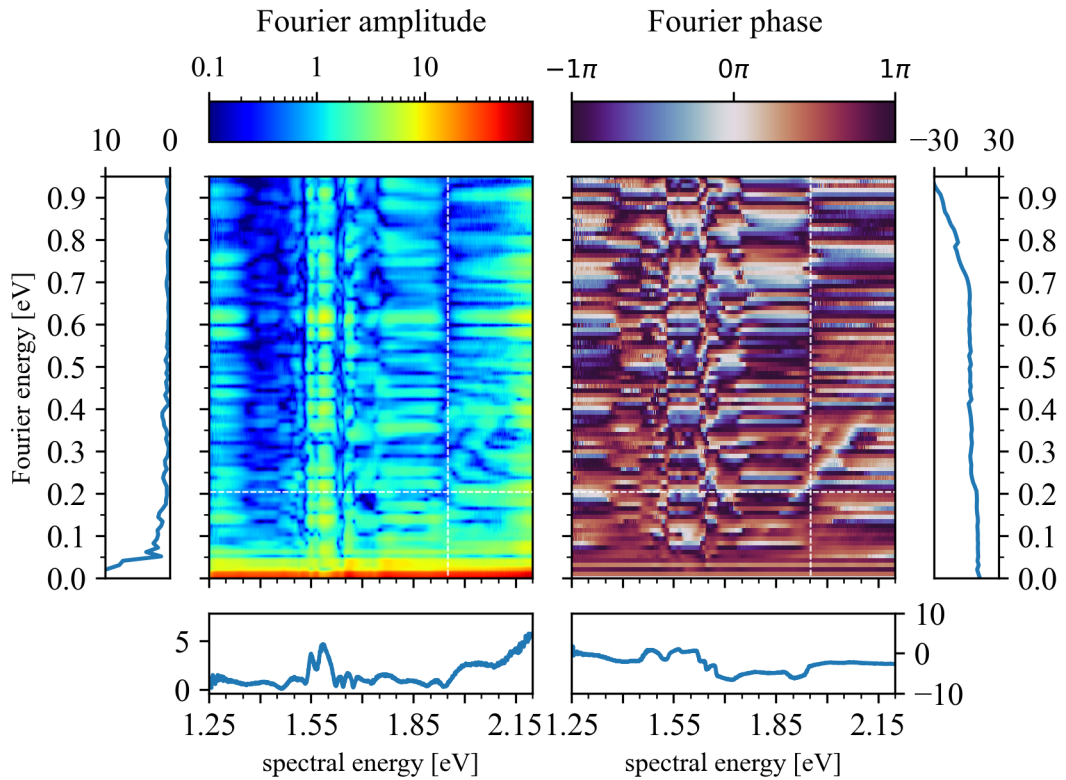 Fourier amplitude Fourier phase
0.1 1 10 −1π 0π 1π
10 0 −30 30
0.9 0.9
0.8 0.8
0.7 0.7
0.6 0.6
0.5 0.5
0.4 0.4
0.3 0.3
0.2 0.2
0.1 0.1
0.0 0.0
Fourier energy [eV]
5 10
0 0
−10
1.25 1.55 1.85 2.15 1.25 1.55 1.85 2.15
spectral energy [eV] spectral energy [eV]